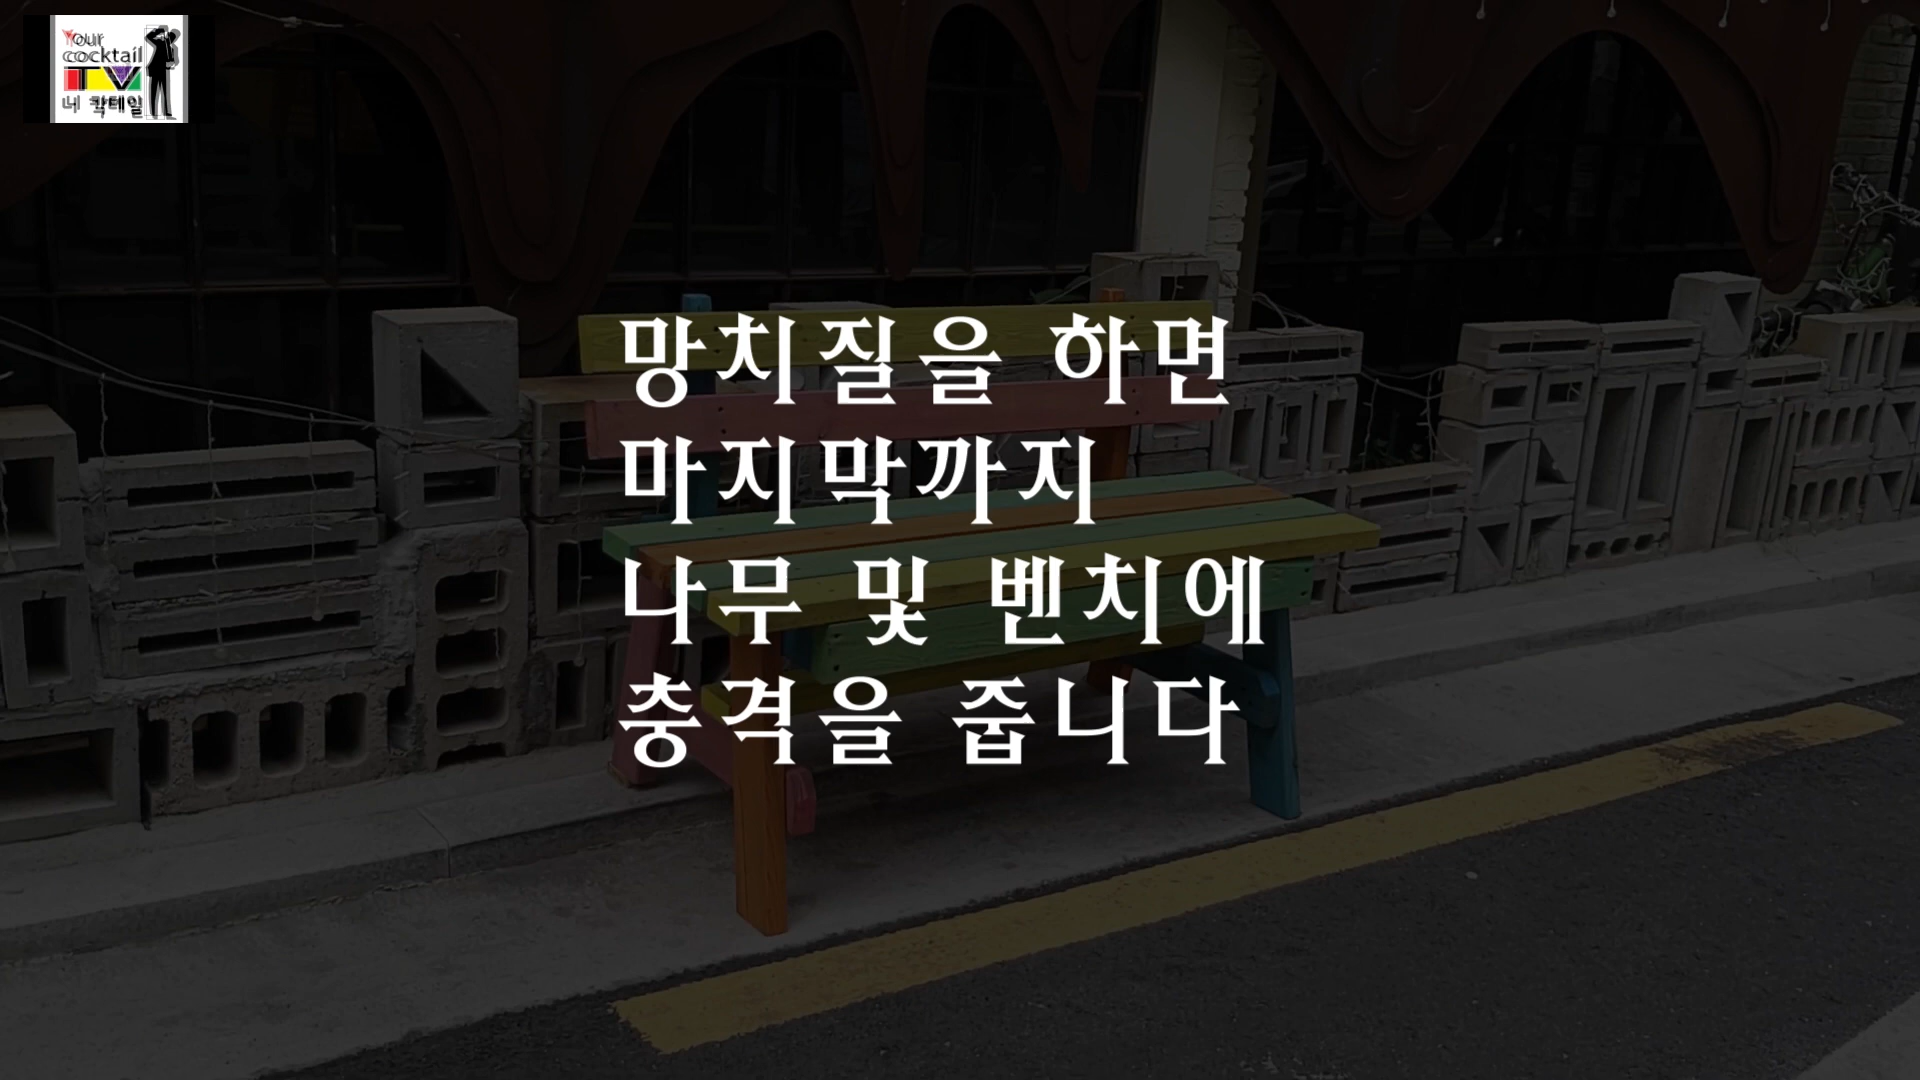 Your
cocktail
TV
너 칵테일
망치질을 하면
마지막까지
나무 및 벤치에
충격을 줍니다